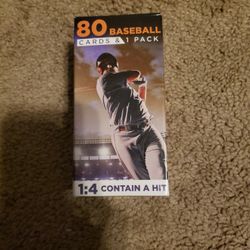 80 BASEBALL
CARDS & 1 PACK
1:4 CONTAIN A HIT